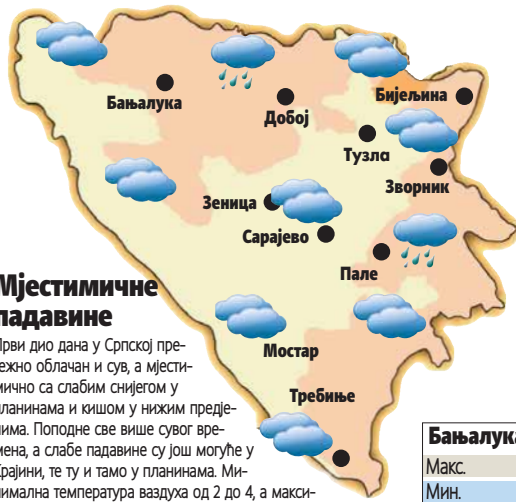 Бањалука
Добој
Бијељина
Тузла
Зворник
Зеница
Сарајево
Пале
Мостар
Требиње
Мјестимичне
падавине
Први дио дана у Српској пре-
тежно облачан и сув, а мјести-
мично са слабим снијегом у
планинама и кишом у нижим предје-
лима. Поподне све више сувог вре-
мена, а слабе падавине су још могуће у
Крајини, те ту и тамо у планинама. Ми-
нимална температура ваздуха од 2 до 4, а макси-
Бањалука
Макс.
Мин.